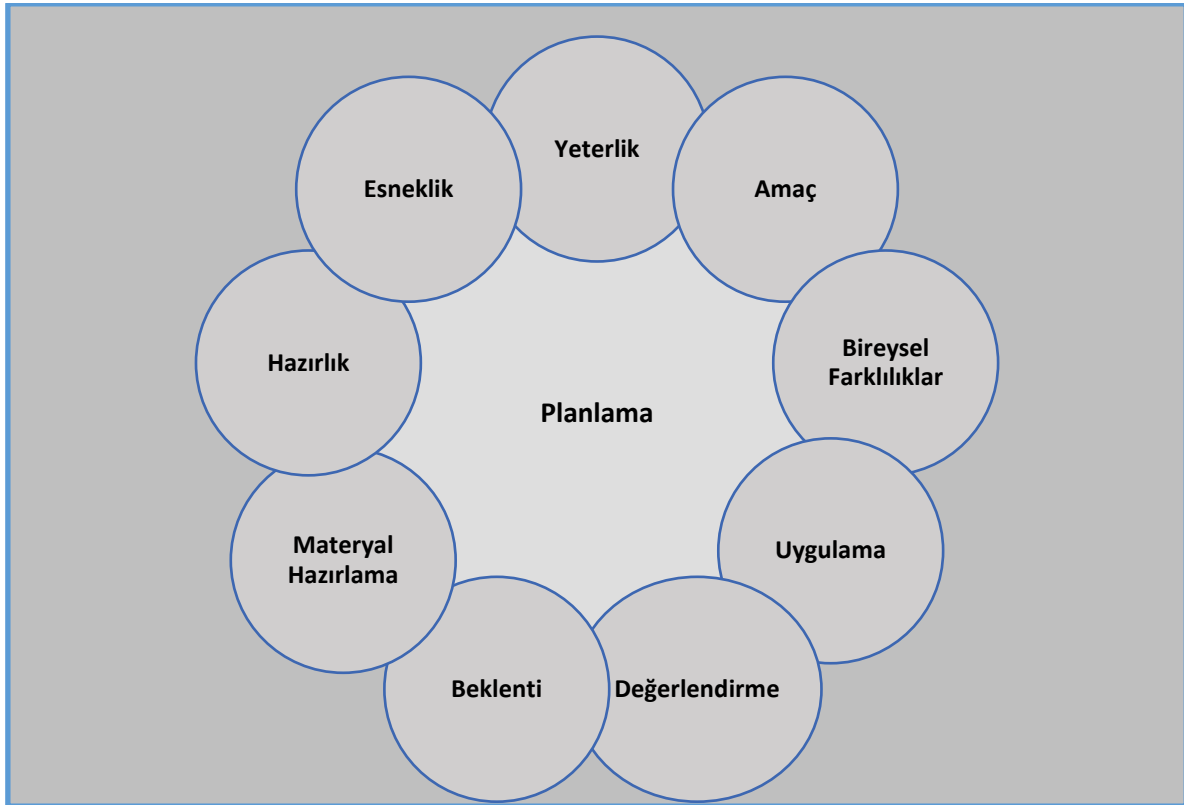 Yeterlik
Amaç
Bireysel
Farklılıklar
Uygulama
Değerlendirme
Beklenti
Materyal
Hazırlama
Hazırlık
Esneklik
Planlama